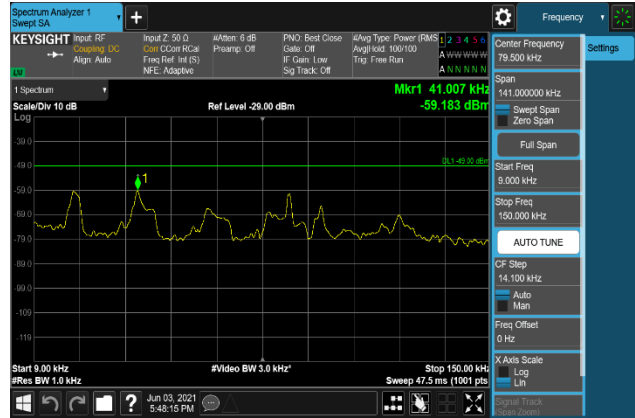 Spectrum Analyzer 1
Swept SA
+
Frequency
KEYSIGHT
Input: RF
Coupling: DC
Align: Auto
Input Z: 50 Ω
Corr CCorr RCal
Freq Ref: Int (S)
NFE: Adaptive
#Atten: 6 dB
Preamp: Off
PNO: Best Close
Gate: Off
IF Gain: Low
Sig Track: Off
#Avg Type: Power (RMS
Avg|Hold: 100/100
Trig: Free Run
1 2 3 4 5 6
A W W W W W
A N N N N N
LXI
1 Spectrum
Scale/Div 10 dB
Log
Ref Level -29.00 dBm
Mkr1 41.007 kHz
-59.183 dBm
-39.0
-49.0
-59.0
-69.0
-79.0
-89.0
-99.0
-109
-119
DL1 -49.00 dBm
1
Start 9.00 kHz
#Res BW 1.0 kHz
#Video BW 3.0 kHz*
Stop 150.00 kHz
Sweep 47.5 ms (1001 pts
Jun 03, 2021
5:48:15 PM
?
Center Frequency
79.500 kHz
Settings
Span
141.000000 kHz
Swept Span
Zero Span
Full Span
Start Freq
9.000 kHz
Stop Freq
150.000 kHz
AUTO TUNE
CF Step
14.100 kHz
Auto
Man
Freq Offset
0 Hz
X Axis Scale
Log
Lin
Signal Track
(Span Zoom)